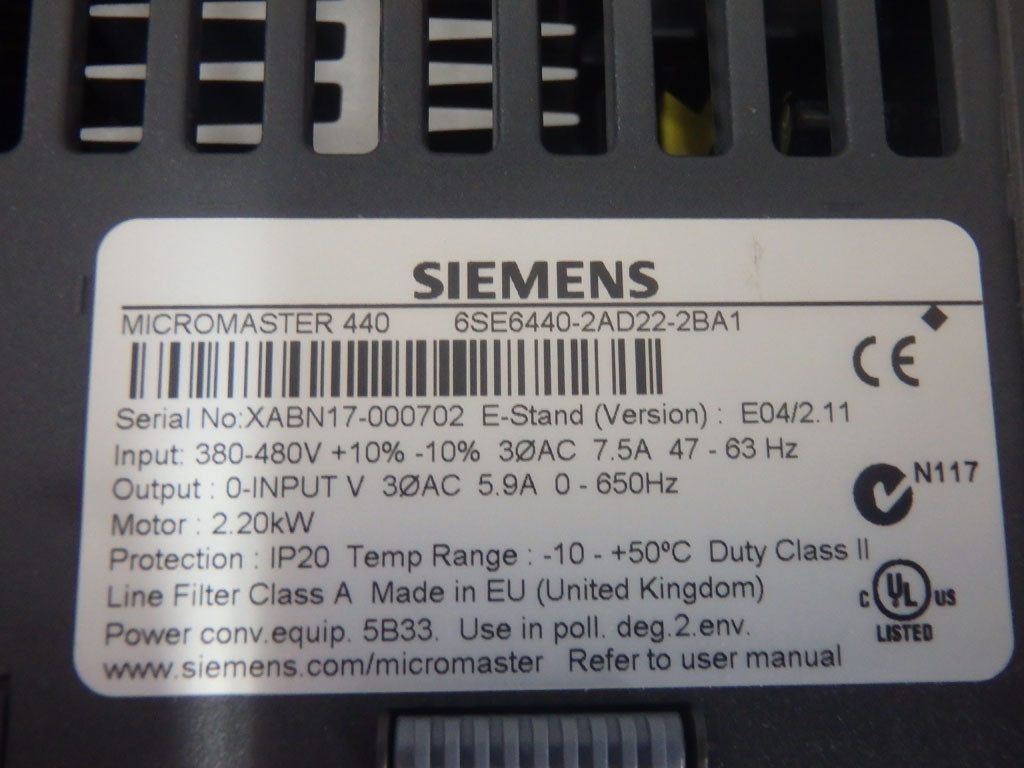 SIEMENS
MICROMASTER 440 6SE6440-2AD22-2BA1
CE
Serial No:XABN17-000702 E-Stand (Version) : E04/2.11
Input: 380-480V +10% -10% 3ØAC 7.5A 47 - 63 Hz
N117
Output : 0-INPUT V 3ØAC 5.9A 0 - 650Hz
Motor : 2.20kW
Protection : IP20 Temp Range : -10 - +50ºC Duty Class II
Line Filter Class A Made in EU (United Kingdom)
C UL US
LISTED
Power conv.equip. 5B33. Use in poll. deg.2.env.
www.siemens.com/micromaster Refer to user manual